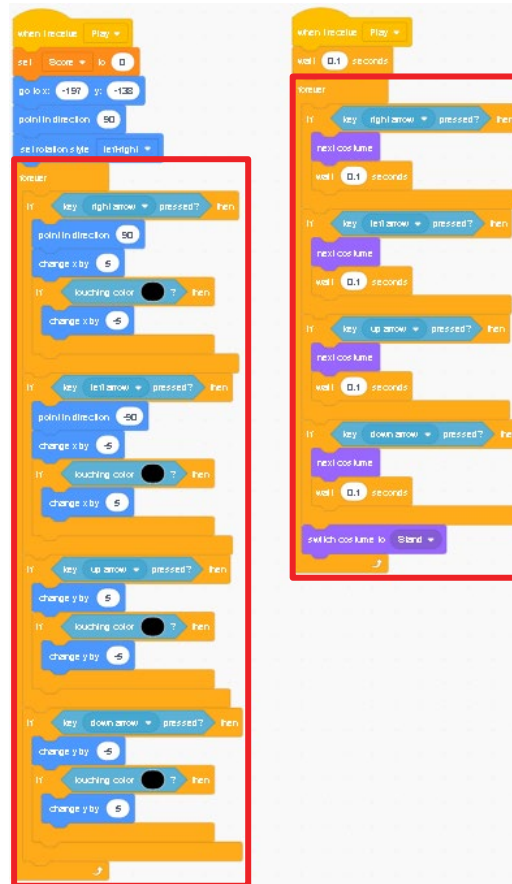 when I receive Play
set Score to 0
go to x: -197 y: -138
point in direction 90
set rotation style left-right
forever
if key right arrow pressed? then
point in direction 90
change x by 5
if touching color ? then
change x by -5
if key left arrow pressed? then
point in direction -90
change x by -5
if touching color ? then
change x by 5
if key up arrow pressed? then
change y by 5
if touching color ? then
change y by -5
if key down arrow pressed? then
change y by -5
if touching color ? then
change y by 5
when I receive Play
wait 0.1 seconds
forever
if key right arrow pressed? then
next costume
wait 0.1 seconds
if key left arrow pressed? then
next costume
wait 0.1 seconds
if key up arrow pressed? then
next costume
wait 0.1 seconds
if key down arrow pressed? then
next costume
wait 0.1 seconds
switch costume to Stand